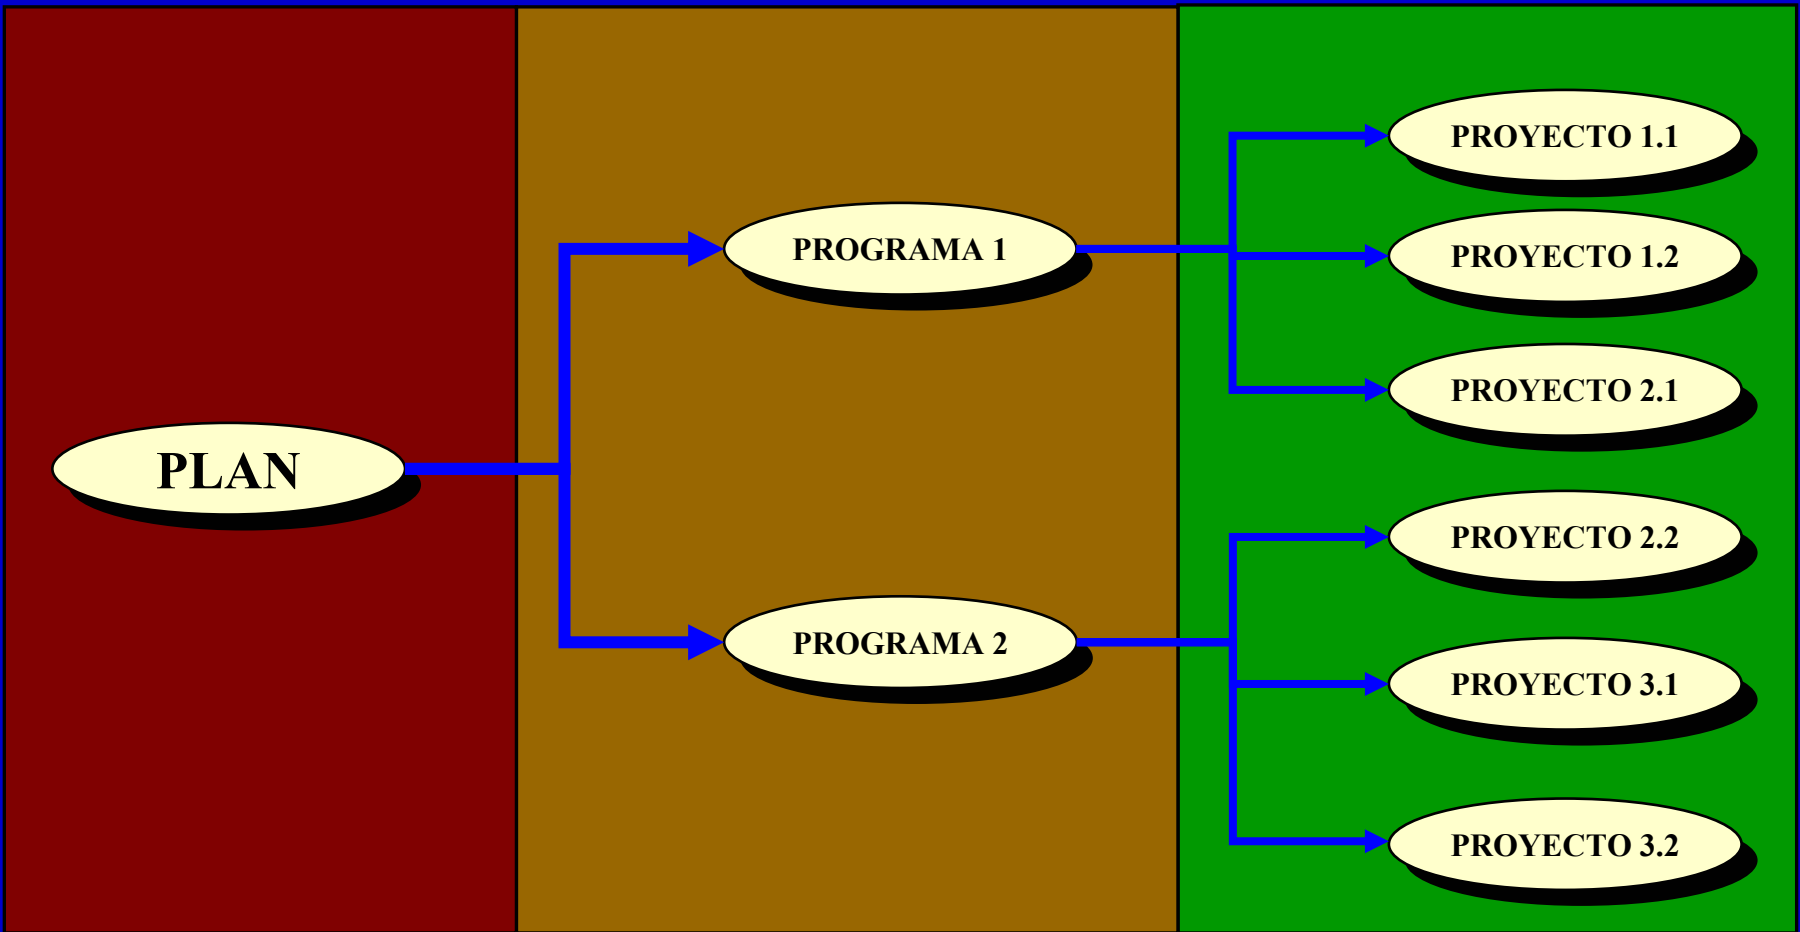 PLAN
PROGRAMA 1
PROGRAMA 2
PROYECTO 1.1
PROYECTO 1.2
PROYECTO 2.1
PROYECTO 2.2
PROYECTO 3.1
PROYECTO 3.2